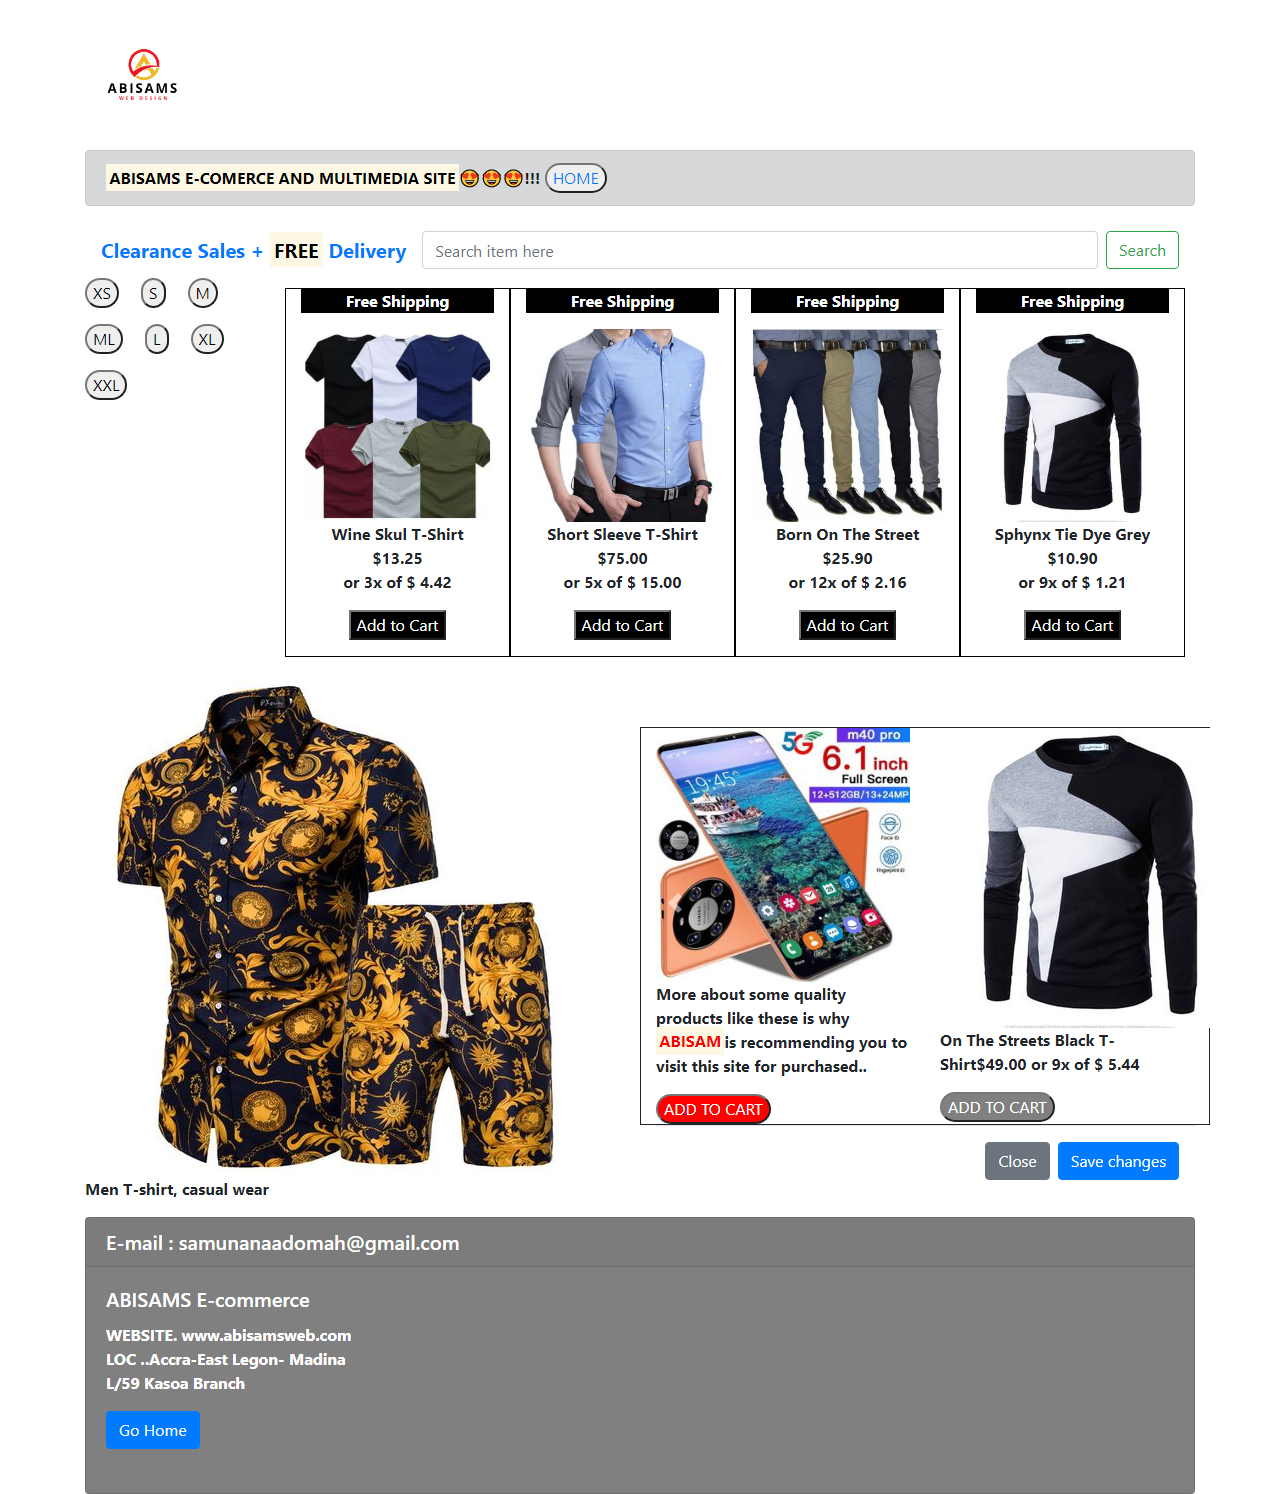 ABISAMS
WEB DESIGN
ABISAMS E-COMERCE AND MULTIMEDIA SITE 😍😍😍!!! HOME
Clearance Sales + FREE Delivery
Search item here
Search
XS S M
ML L XL
XXL
Free Shipping
Wine Skul T-Shirt
$13.25
or 3x of $ 4.42
Add to Cart
Free Shipping
Short Sleeve T-Shirt
$75.00
or 5x of $ 15.00
Add to Cart
Free Shipping
Born On The Street
$25.90
or 12x of $ 2.16
Add to Cart
Free Shipping
Sphynx Tie Dye Grey
$10.90
or 9x of $ 1.21
Add to Cart
Men T-shirt, casual wear
5G
m40 pro
6.1 inch
Full Screen
12+512GB/13+24MP
Face ID
Fingerprint ID
19:45
More about some quality
products like these is why
ABISAM is recommending you to
visit this site for purchased..
ADD TO CART
On The Streets Black T-
Shirt$49.00 or 9x of $ 5.44
ADD TO CART
Close
Save changes
E-mail : samunanaadomah@gmail.com
ABISAMS E-commerce
WEBSITE. www.abisamsweb.com
LOC ..Accra-East Legon- Madina
L/59 Kasoa Branch
Go Home